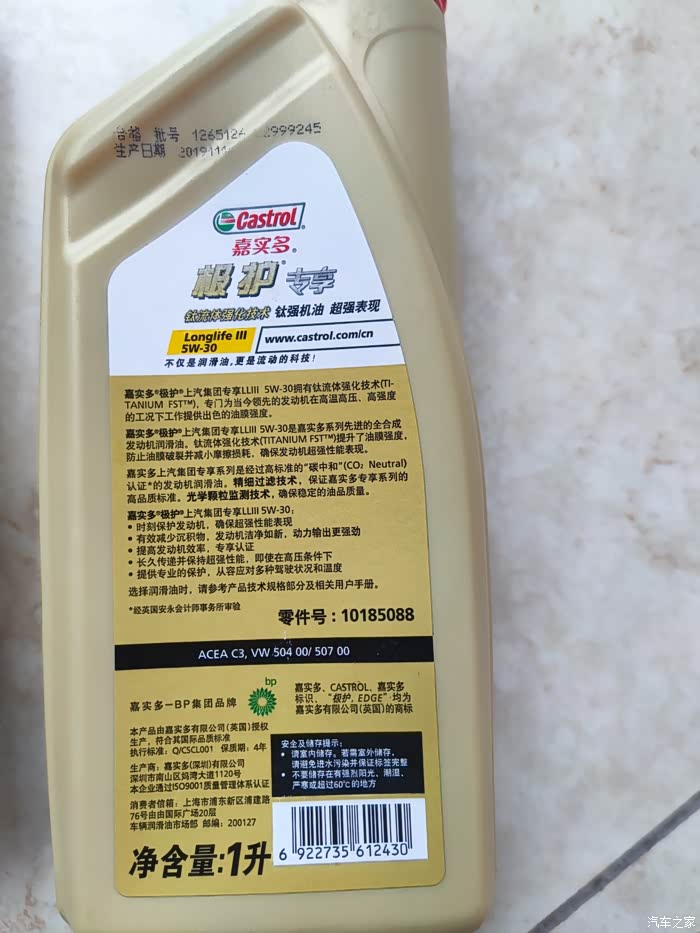 合格 批号 1265124 2999245
生产日期 2019111
Castrol
嘉实多®
极护® 专享
钛流体强化技术 钛强机油 超强表现
Longlife III
5W-30
www.castrol.com/cn
不仅是润滑油,更是流动的科技!
嘉实多®极护®上汽集团专享LLIII 5W-30拥有钛流体强化技术(TI-
TANIUM FST™), 专门为当今领先的发动机在高温高压、高强度
的工况下工作提供出色的油膜强度。
嘉实多®极护®上汽集团专享LLIII 5W-30是嘉实多系列先进的全合成
发动机润滑油。钛流体强化技术(TITANIUM FST™)提升了油膜强度,
防止油膜破裂并减小摩擦损耗, 确保发动机超强性能表现。
嘉实多上汽集团专享系列是经过高标准的"碳中和"(CO₂ Neutral)
认证*的发动机润滑油。精细过滤技术, 保证嘉实多专享系列的
高品质标准。光学颗粒监测技术, 确保稳定的油品质量。
嘉实多®极护®上汽集团专享LLIII 5W-30:
• 时刻保护发动机, 确保超强性能表现
• 有效减少沉积物, 发动机洁净如新, 动力输出更强劲
• 提高发动机效率, 专享认证
• 长久传递并保持超强性能, 即使在高压条件下
• 提供专业的保护, 从容应对多种驾驶状况和温度
选择润滑油时, 请参考产品技术规格部分及相关用户手册。
*经英国安永会计师事务所审验
零件号：10185088
ACEA C3, VW 504 00/ 507 00
嘉实多－BP集团品牌
bp
嘉实多、CASTROL、嘉实多
标识、"极护, EDGE"均为
嘉实多有限公司(英国)的商标
本产品由嘉实多有限公司(英国)授权
生产, 符合其国际品质标准
执行标准: Q/CSCL001 保质期: 4年
生产商: 嘉实多(深圳)有限公司
深圳市南山区妈湾大道1120号
本企业通过ISO9001质量管理体系认证
消费者信箱: 上海市浦东新区浦建路
76号由由国际广场20层
车辆润滑油市场部 邮编: 200127
安全及储存提示:
• 请室内储存。若需室外储存,
请避免进水污染并保证标签完整
• 不要储存在有强烈阳光、潮湿、
严寒或超过60℃的地方
净含量:1升
6 922735 612430
汽车之家